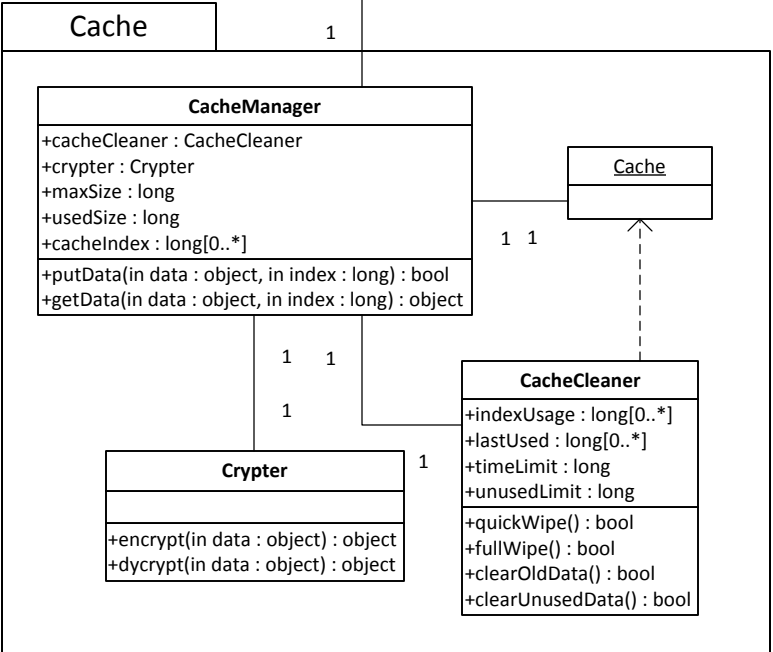 Cache
1
CacheManager
+cacheCleaner : CacheCleaner
+crypter : Crypter
+maxSize : long
+usedSize : long
+cacheIndex : long[0..*]
+putData(in data : object, in index : long) : bool
+getData(in data : object, in index : long) : object
Cache
1 1
1 1
1
1
CacheCleaner
+indexUsage : long[0..*]
+lastUsed : long[0..*]
+timeLimit : long
+unusedLimit : long
+quickWipe() : bool
+fullWipe() : bool
+clearOldData() : bool
+clearUnusedData() : bool
Crypter
+encrypt(in data : object) : object
+dycrypt(in data : object) : object